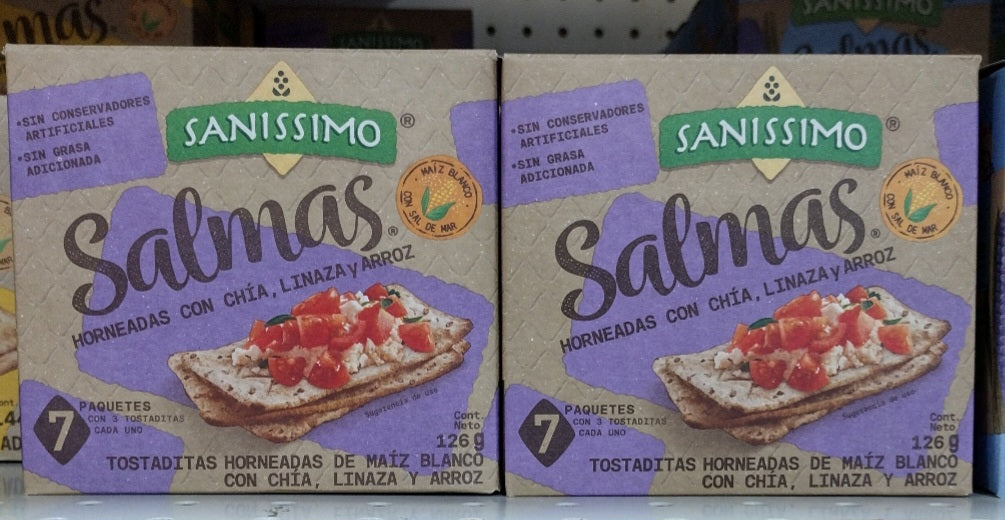 mas
SANISSIMO
SANISSIMO
Salmas
•SIN CONSERVADORES
ARTIFICIALES
•SIN GRASA
ADICIONADA
SANISSIMO®
MAÍZ BLANCO
CON SAL DE MAR
Salmas®
HORNEADAS CON CHÍA, LINAZA y ARROZ
Sugerencia de uso
7
PAQUETES
CON 3 TOSTADITAS
CADA UNO
Cont.
Neto
126 g
TOSTADITAS HORNEADAS DE MAÍZ BLANCO
CON CHÍA, LINAZA Y ARROZ
•SIN CONSERVADORES
ARTIFICIALES
•SIN GRASA
ADICIONADA
SANISSIMO®
MAÍZ BLANCO
CON SAL DE MAR
Salmas®
HORNEADAS CON CHÍA, LINAZA y ARROZ
Sugerencia de uso
7
PAQUETES
CON 3 TOSTADITAS
CADA UNO
Cont.
Neto
126 g
TOSTADITAS HORNEADAS DE MAÍZ BLANCO
CON CHÍA, LINAZA Y ARROZ